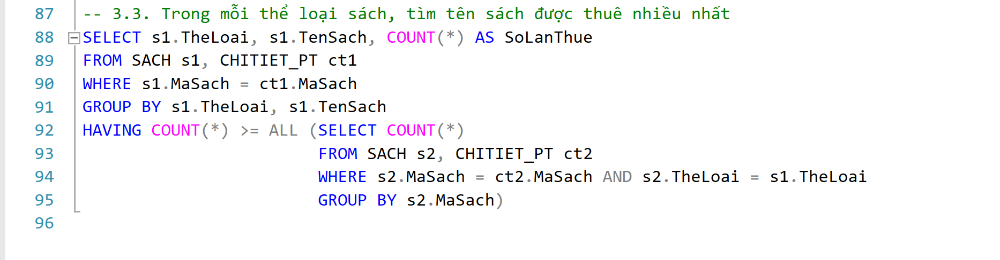 87 -- 3.3. Trong mỗi thể loại sách, tìm tên sách được thuê nhiều nhất
88 SELECT s1.TheLoai, s1.TenSach, COUNT(*) AS SoLanThue
89 FROM SACH s1, CHITIET_PT ct1
90 WHERE s1.MaSach = ct1.MaSach
91 GROUP BY s1.TheLoai, s1.TenSach
92 HAVING COUNT(*) >= ALL (SELECT COUNT(*)
93 FROM SACH s2, CHITIET_PT ct2
94 WHERE s2.MaSach = ct2.MaSach AND s2.TheLoai = s1.TheLoai
95 GROUP BY s2.MaSach)
96